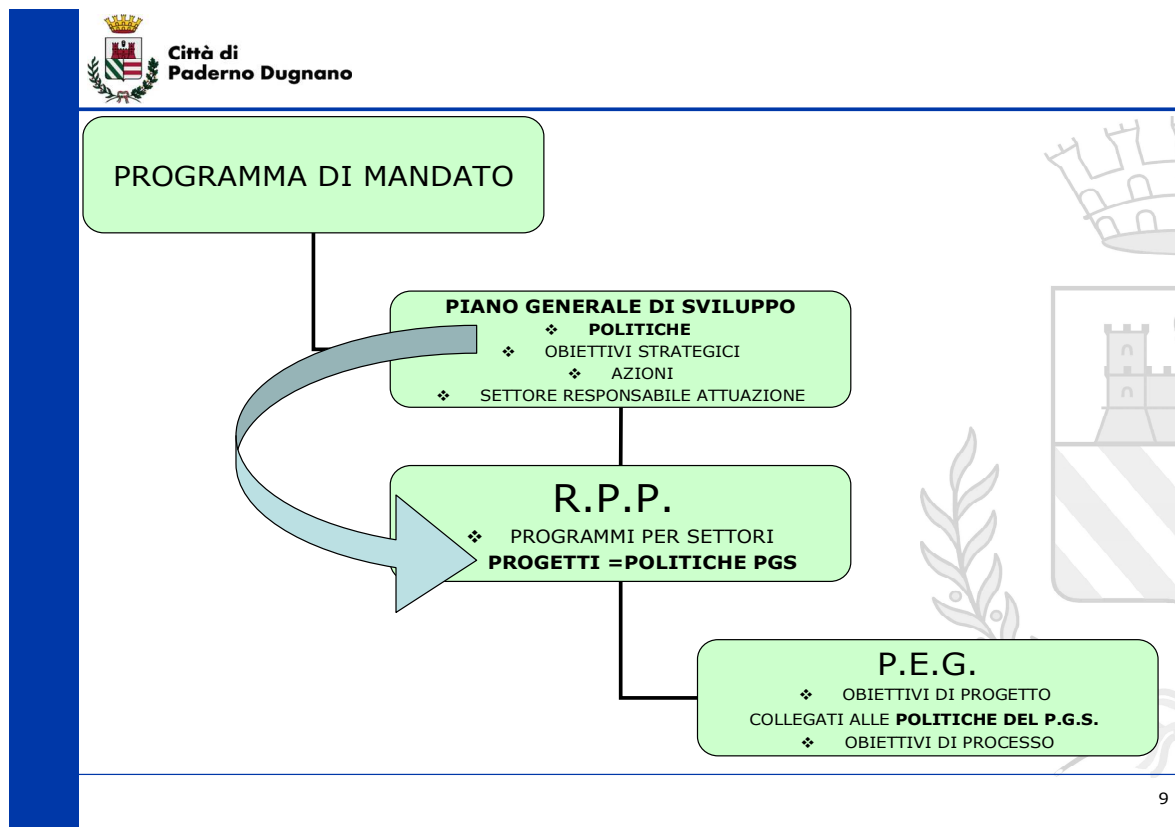 Città di
Paderno Dugnano
PROGRAMMA DI MANDATO
PIANO GENERALE DI SVILUPPO
❖ POLITICHE
❖ OBIETTIVI STRATEGICI
❖ AZIONI
❖ SETTORE RESPONSABILE ATTUAZIONE
R.P.P.
❖ PROGRAMMI PER SETTORI
PROGETTI =POLITICHE PGS
P.E.G.
❖ OBIETTIVI DI PROGETTO
COLLEGATI ALLE POLITICHE DEL P.G.S.
❖ OBIETTIVI DI PROCESSO
9